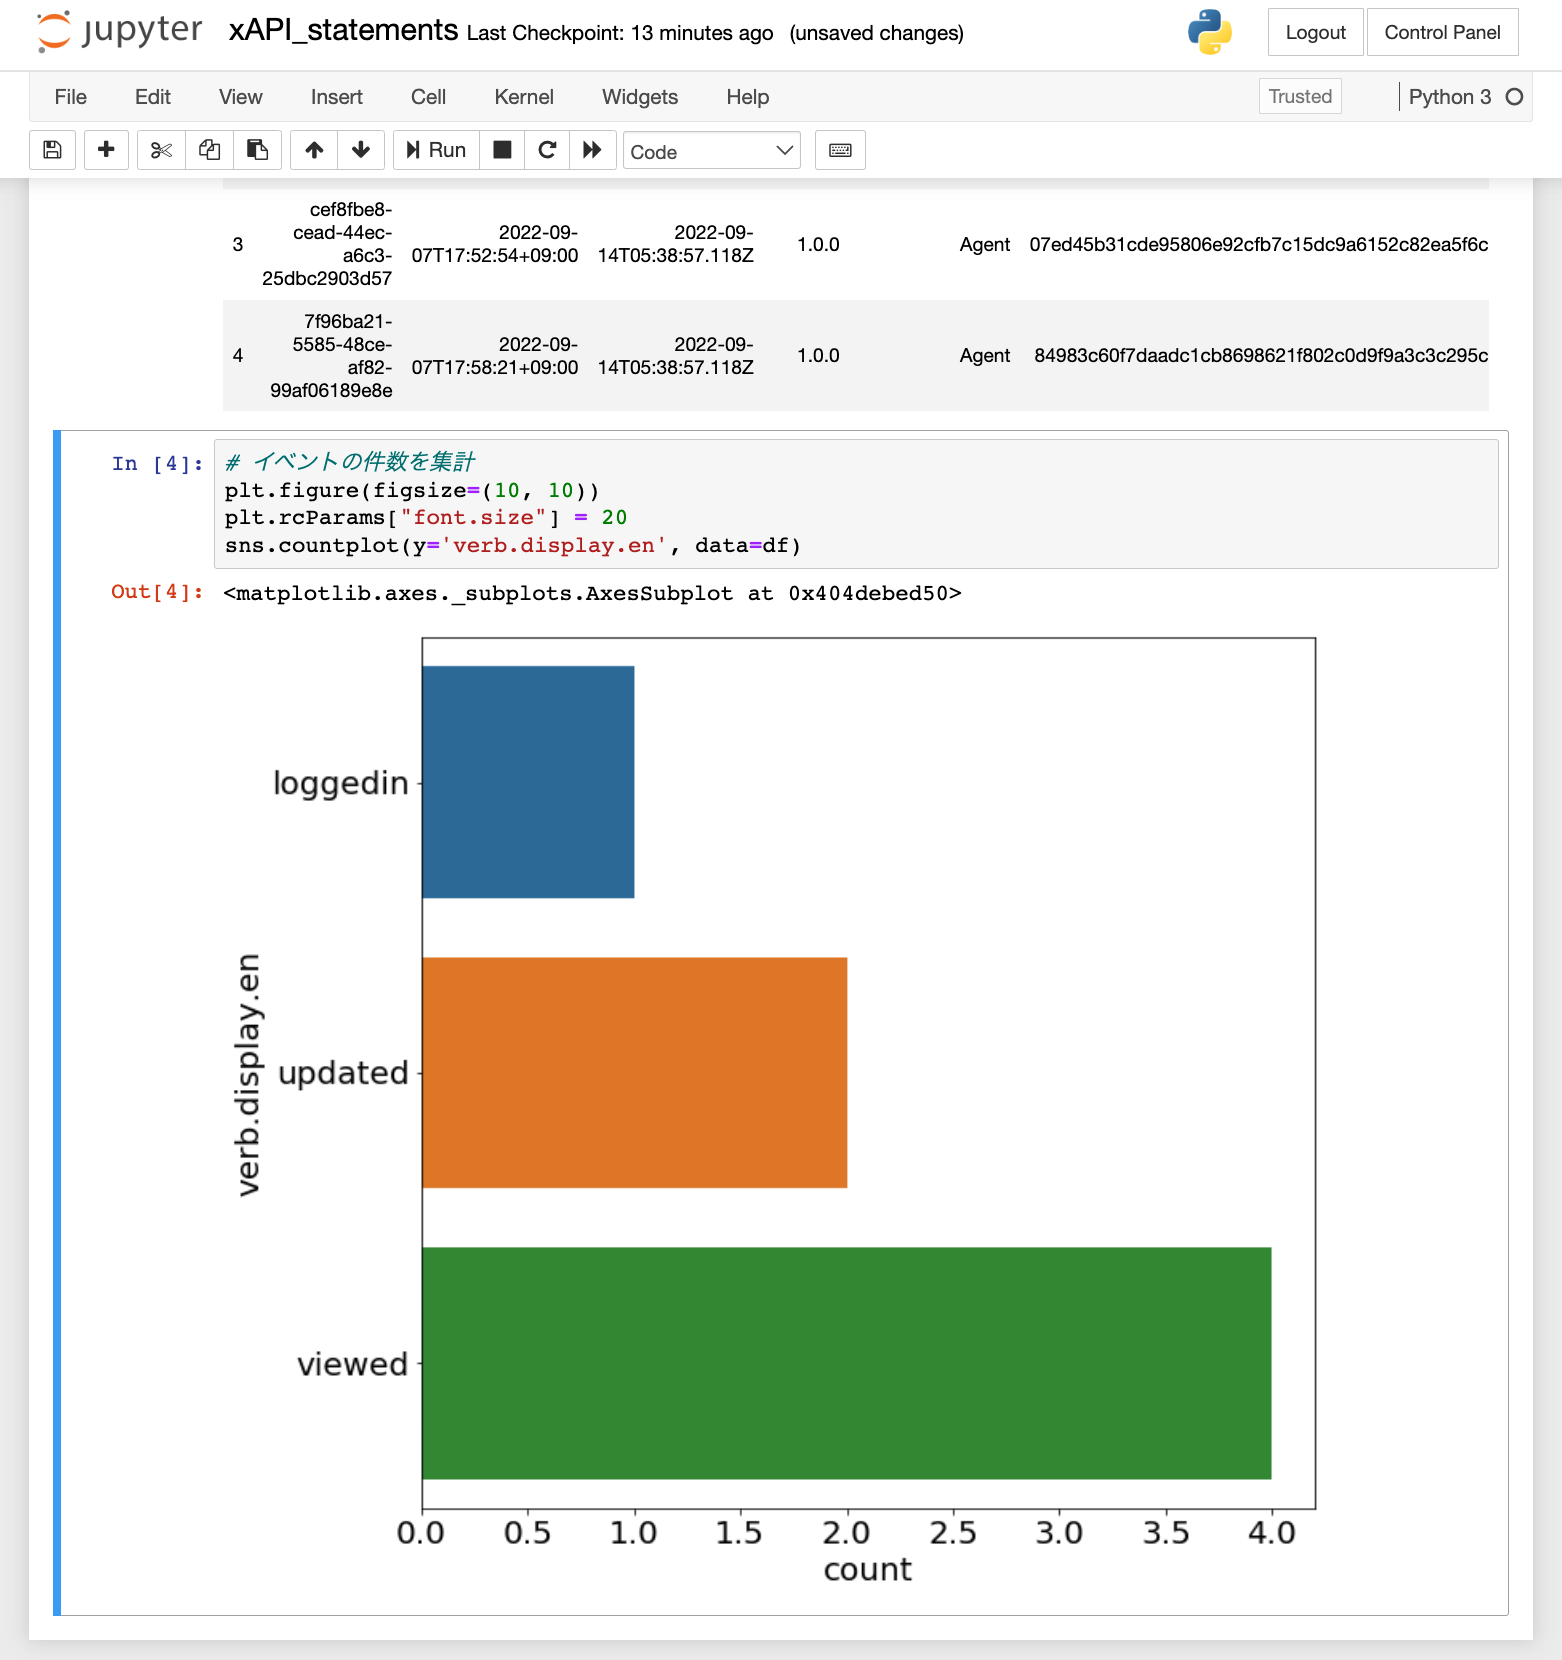 jupyter xAPI_statements Last Checkpoint: 13 minutes ago (unsaved changes) Logout Control Panel
File Edit View Insert Cell Kernel Widgets Help Trusted Python 3
Run Code
cef8fbe8-
cead-44ec-
a6c3-
25dbc2903d57
3 2022-09-
07T17:52:54+09:00 2022-09-
14T05:38:57.118Z 1.0.0 Agent 07ed45b31cde95806e92cfb7c15dc9a6152c82ea5f6c
7f96ba21-
5585-48ce-
af82-
99af06189e8e
4 2022-09-
07T17:58:21+09:00 2022-09-
14T05:38:57.118Z 1.0.0 Agent 84983c60f7daadc1cb8698621f802c0d9f9a3c3c295c
In [4]: # イベントの件数を集計
plt.figure(figsize=(10, 10))
plt.rcParams["font.size"] = 20
sns.countplot(y='verb.display.en', data=df)
Out[4]: <matplotlib.axes._subplots.AxesSubplot at 0x404debed50>
loggedin
updated
viewed
verb.display.en
0.0 0.5 1.0 1.5 2.0 2.5 3.0 3.5 4.0
count